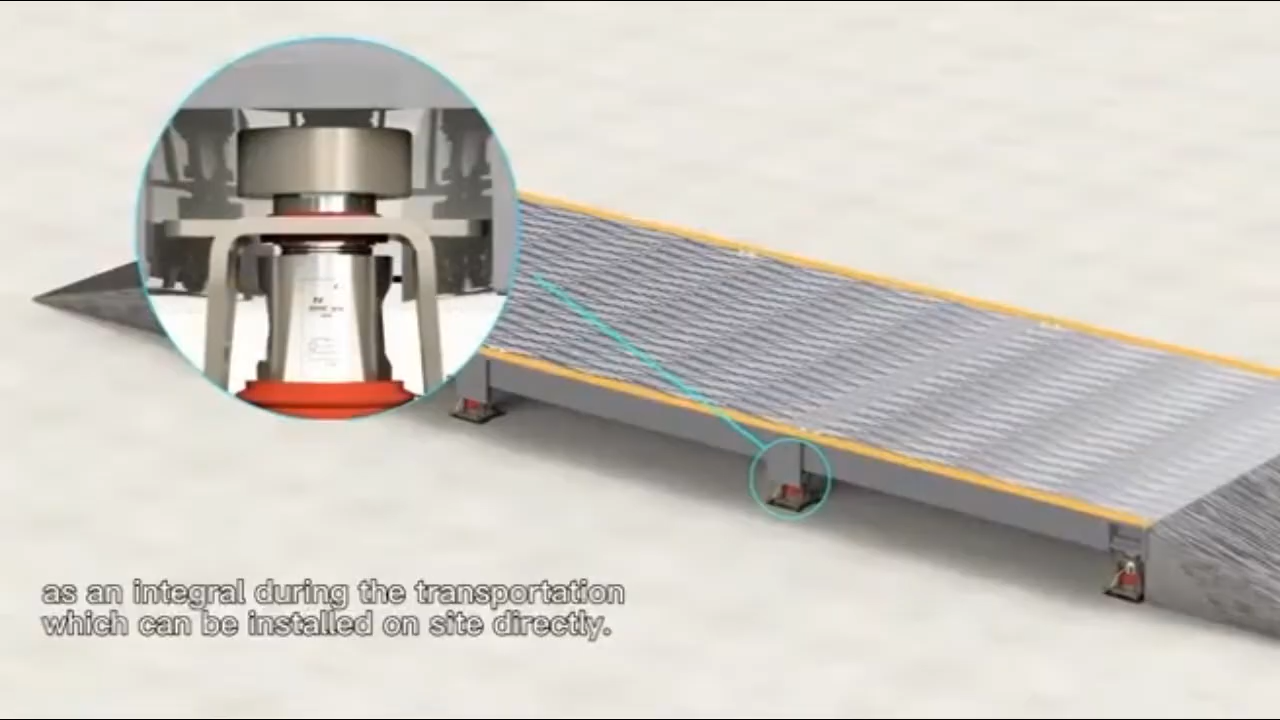 as an integral during the transportation
which can be installed on site directly.